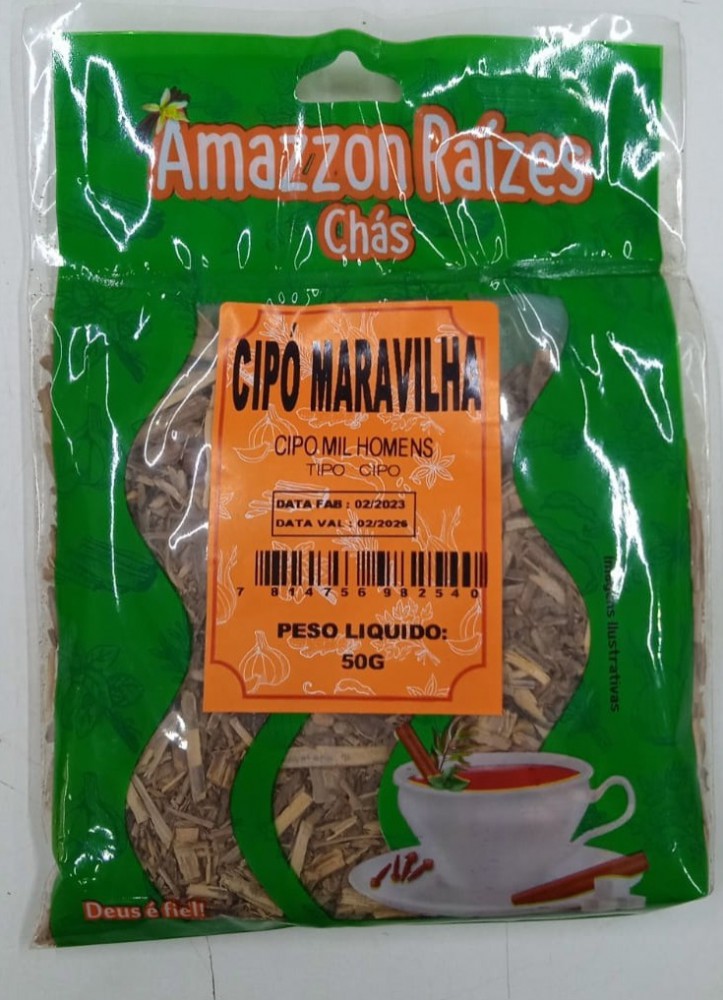 Amazzon Raízes
Chás
CIPÓ MARAVILHA
CIPO MIL HOMENS
TIPO CIPO
DATA FAB : 02/2023
DATA VAL : 02/2026
7 814756 982540
PESO LIQUIDO:
50G
Imagens ilustrativas
Deus é fiel!